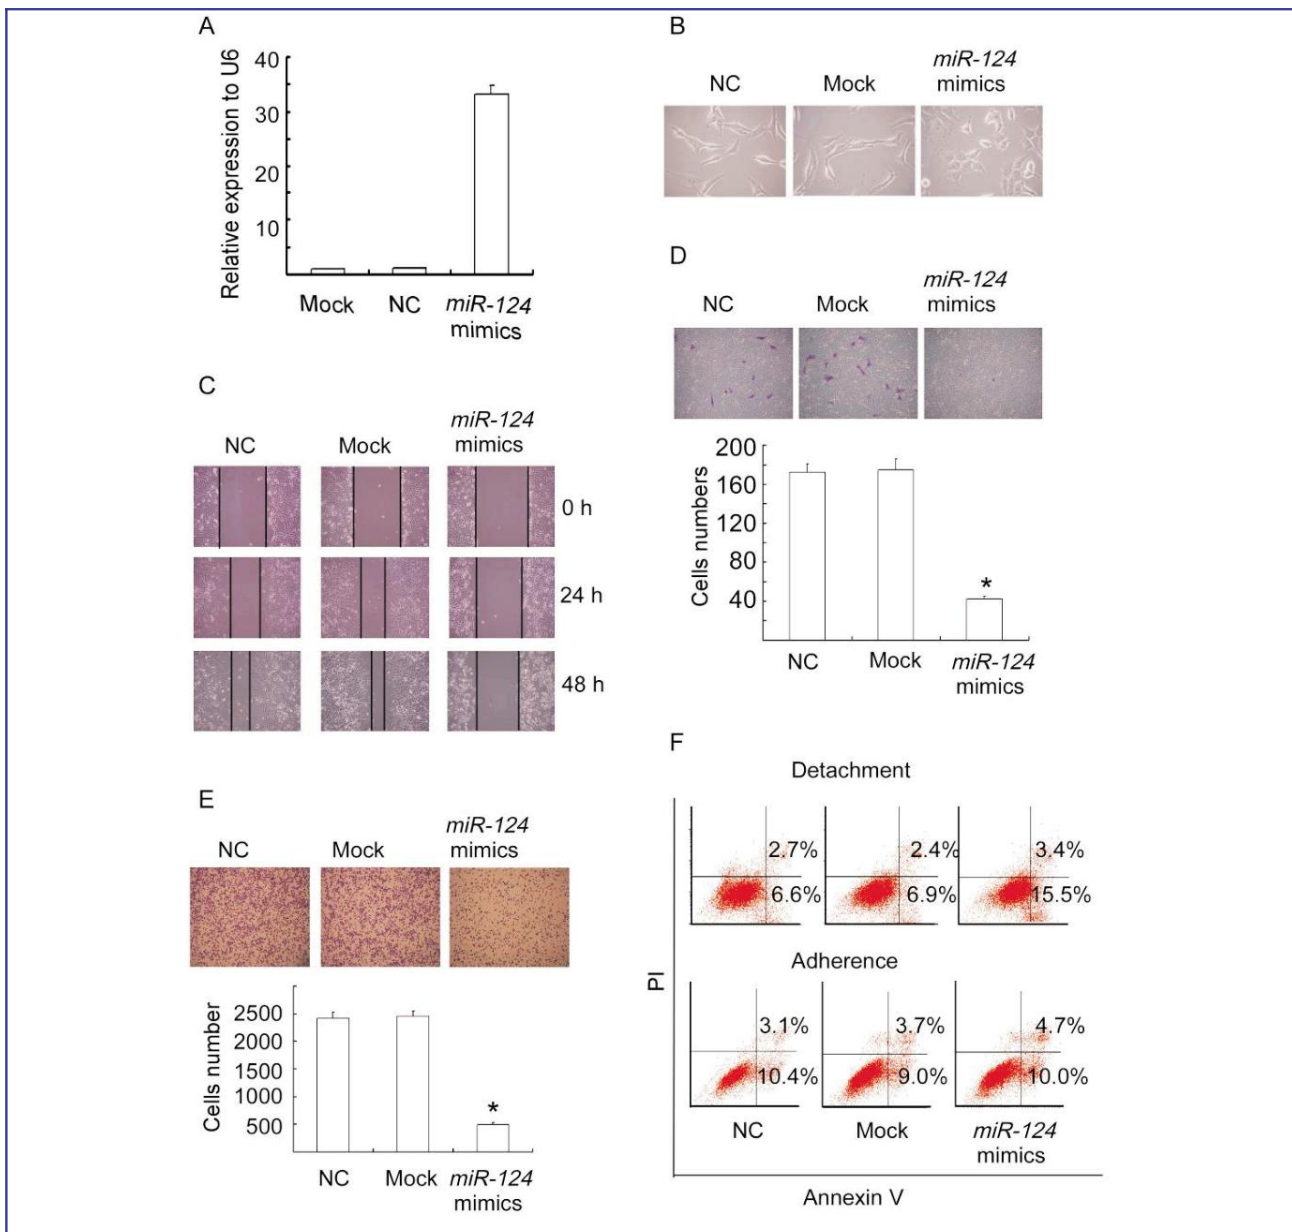 A
Relative expression to U6
40
30
20
10
Mock NC miR-124
mimics
B
NC Mock miR-124
mimics
C
NC Mock miR-124
mimics
0 h
24 h
48 h
D
NC Mock miR-124
mimics
Cells numbers
200
160
120
80
40
*
NC Mock miR-124
mimics
E
NC Mock miR-124
mimics
Cells number
2500
2000
1500
1000
500
*
NC Mock miR-124
mimics
F
Detachment
2.7% 2.4% 3.4%
6.6% 6.9% 15.5%
Adherence
PI
3.1% 3.7% 4.7%
10.4% 9.0% 10.0%
NC Mock miR-124
mimics
Annexin V